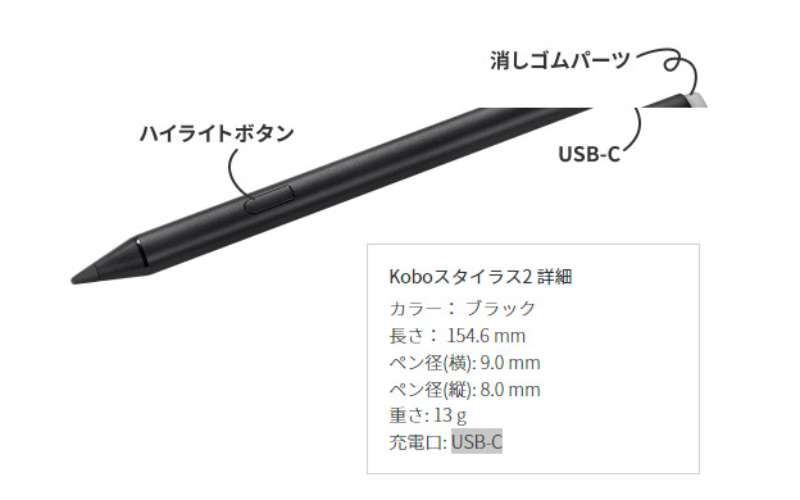 消しゴムパーツ
ハイライトボタン
USB-C
Koboスタイラス2 詳細
カラー： ブラック
長さ： 154.6 mm
ペン径(横): 9.0 mm
ペン径(縦): 8.0 mm
重さ: 13 g
充電口: USB-C